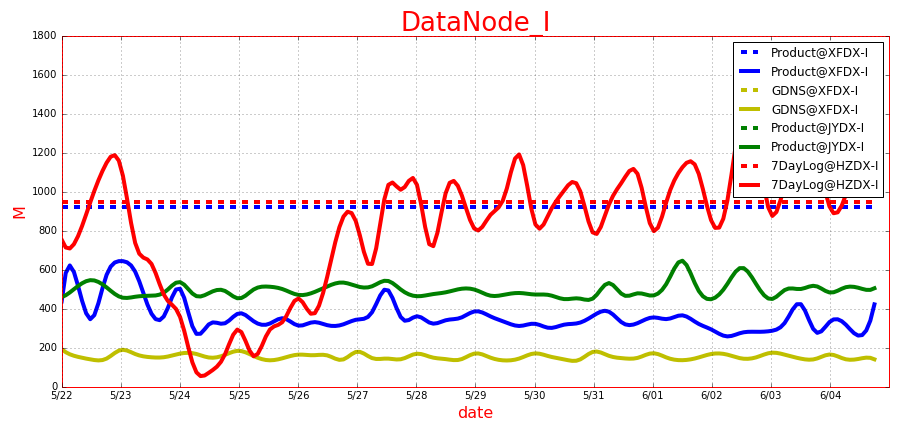 DataNode_I
1800
1600
1400
1200
1000
800
600
400
200
0
M
5/22 5/23 5/24 5/25 5/26 5/27 5/28 5/29 5/30 5/31 6/01 6/02 6/03 6/04
date
Product@XFDX-I
Product@XFDX-I
GDNS@XFDX-I
GDNS@XFDX-I
Product@JYDX-I
Product@JYDX-I
7DayLog@HZDX-I
7DayLog@HZDX-I